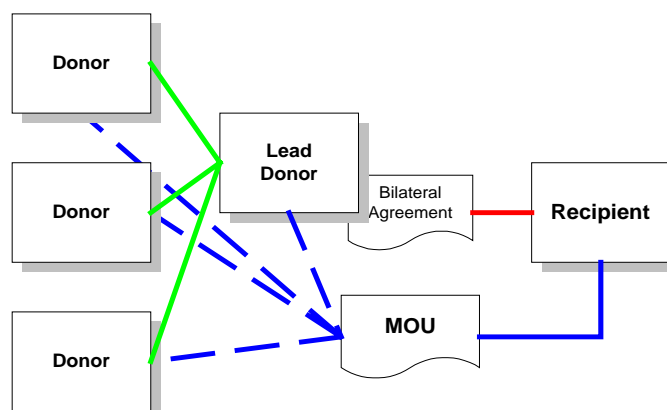 Donor
Lead
Donor
Bilateral
Agreement
Donor
Recipient
MOU
Donor